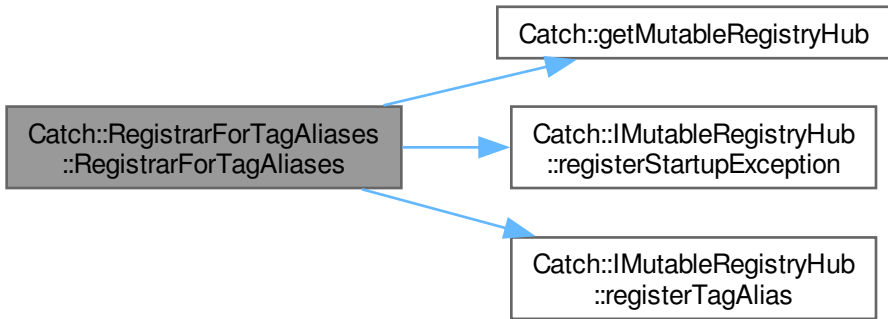 Catch::getMutableRegistryHub
Catch::RegistrarForTagAliases
::RegistrarForTagAliases
Catch::IMutableRegistryHub
::registerStartupException
Catch::IMutableRegistryHub
::registerTagAlias